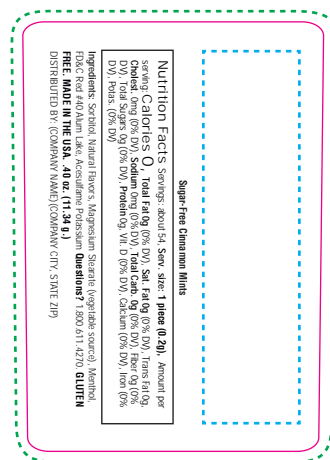 Sugar-Free Cinnamon Mints
Nutrition Facts Servings: about 54, Serv. size: 1 piece (0.2g), Amount per
serving: Calories 0, Total Fat 0g (0% DV), Sat. Fat 0g (0% DV), Trans Fat 0g,
Cholest. 0mg (0% DV), Sodium 0mg (0% DV), Total Carb. 0g (0% DV), Fiber 0g (0%
DV), Total Sugars 0g (0% DV), Protein 0g, Vit. D (0% DV), Calcium (0% DV), Iron (0%
DV), Potas. (0% DV)
Ingredients: Sorbitol, Natural Flavors, Magnesium Stearate (vegetable source), Menthol,
FD&C Red #40 Alum Lake, Acesulfame Potassium Questions? 1.800.611.4270. GLUTEN
FREE. MADE IN THE USA. .40 oz. (11.34 g.)
DISTRIBUTED BY: (COMPANY NAME) (COMPANY CITY, STATE ZIP)